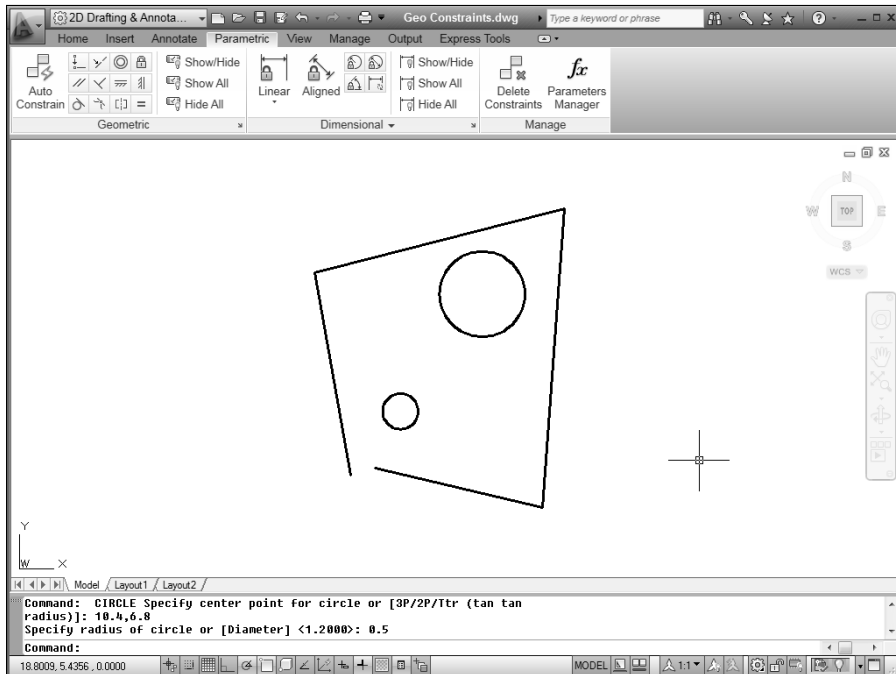 2D Drafting & Annota... Geo Constraints.dwg Type a keyword or phrase
Home Insert Annotate Parametric View Manage Output Express Tools
Auto Constrain
Show/Hide
Show All
Hide All
Linear Aligned
Show/Hide
Show All
Hide All
Delete Constraints
fx
Parameters Manager
Geometric Dimensional Manage
N
W TOP E
S
WCS
Y
W X
Model Layout1 Layout2
Command: CIRCLE Specify center point for circle or [3P/2P/Ttr (tan tan
radius)]: 10.4,6.8
Specify radius of circle or [Diameter] <1.2000>: 0.5
Command:
18.8009, 5.4356 , 0.0000 MODEL 1:1